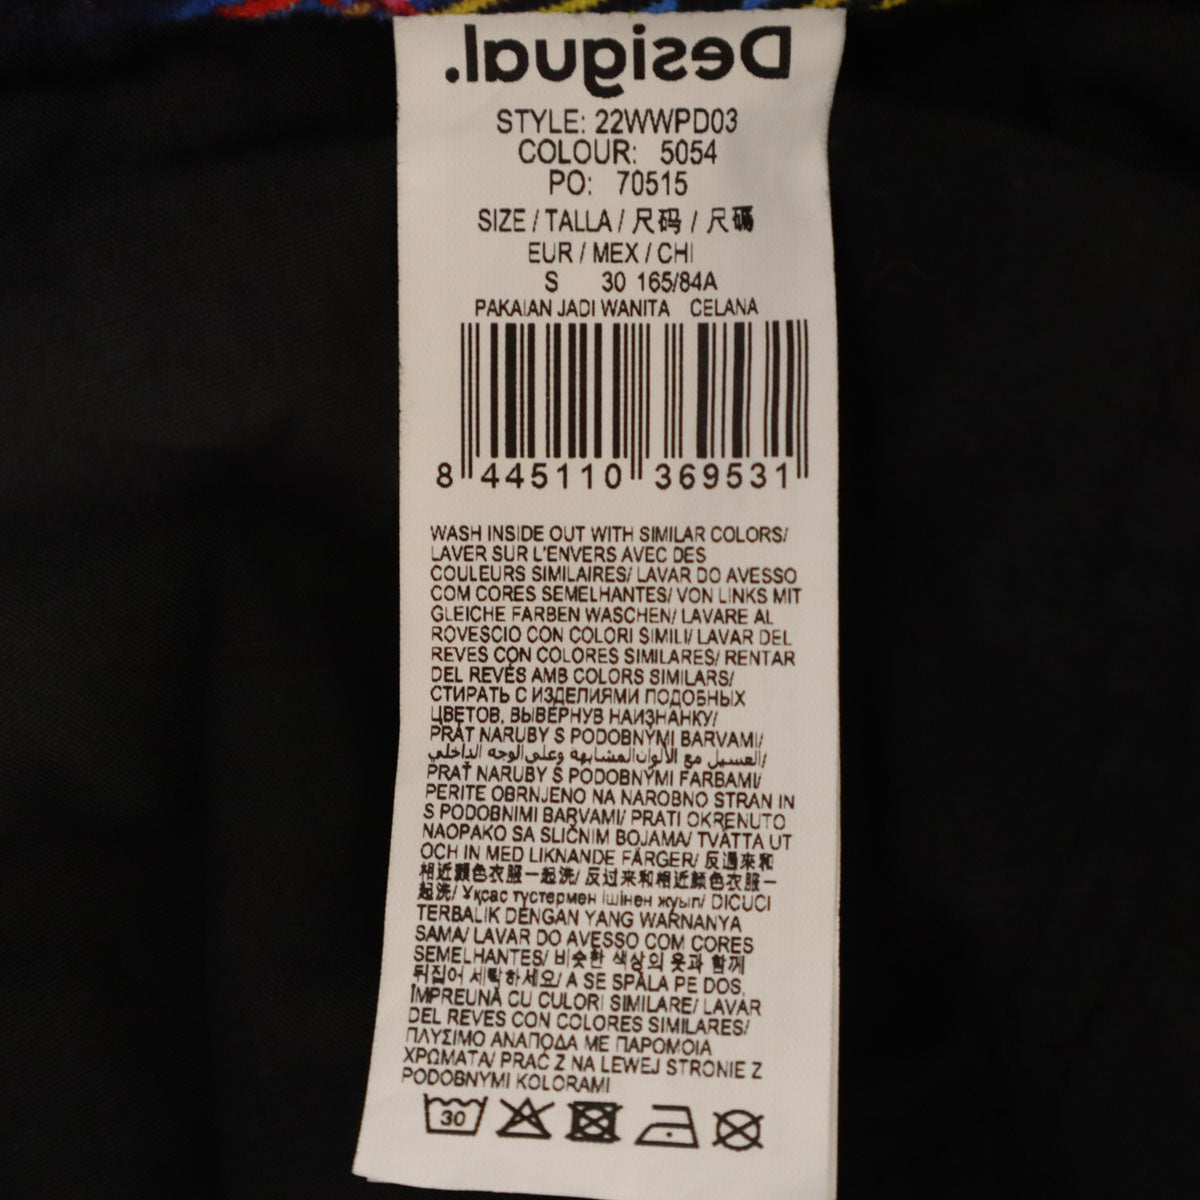 Desigual.
STYLE: 22WWPD03
COLOUR: 5054
PO: 70515
SIZE / TALLA / 尺码 / 尺碼
EUR / MEX / CHI
S 30 165/84A
PAKAIAN JADI WANITA CELANA
8 445110 369531
WASH INSIDE OUT WITH SIMILAR COLORS/
LAVER SUR L'ENVERS AVEC DES
COULEURS SIMILAIRES/ LAVAR DO AVESSO
COM CORES SEMELHANTES/ VON LINKS MIT
GLEICHE FARBEN WASCHEN/ LAVARE AL
ROVESCIO CON COLORI SIMILI/ LAVAR DEL
REVES CON COLORES SIMILARES/ RENTAR
DEL REVÉS AMB COLORS SIMILARS/
СТИРАТЬ С ИЗДЕЛИЯМИ ПОДОБНЫХ
ЦВЕТОВ, ВЫВЕРНУВ НАИЗНАНКУ/
PRÁT NARUBY S PODOBNÝMI BARVAMI/
الغسيل مع الألوان المشابهة وعلى الوجه الداخلي/
PRAŤ NARUBY S PODOBNÝMI FARBAMI/
PERITE OBRNJENO NA NAROBNO STRAN IN
S PODOBNIMI BARVAMI/ PRATI OKRENUTO
NAOPAKO SA SLIČNIM BOJAMA/ TVÄTTA UT
OCH IN MED LIKNANDE FÄRGER/ 反過來和
相近顏色衣服一起洗/ 反过来和相近颜色衣服一
起洗/ Ұқсас түстермен ішінен жуып/ DICUCI
TERBALIK DENGAN YANG WARNANYA
SAMA/ LAVAR DO AVESSO COM CORES
SEMELHANTES/ 비슷한 색상의 옷과 함께
뒤집어 세탁하세요/ A SE SPĂLA PE DOS,
ÎMPREUNĂ CU CULORI SIMILARE/ LAVAR
DEL REVES CON COLORES SIMILARES/
ΠΛΥΣΙΜΟ ΑΝΑΠΟΔΑ ΜΕ ΠΑΡΟΜΟΙΑ
ΧΡΩΜΑΤΑ/ PRAĆ Z NA LEWEJ STRONIE Z
PODOBNYMI KOLORAMI
30